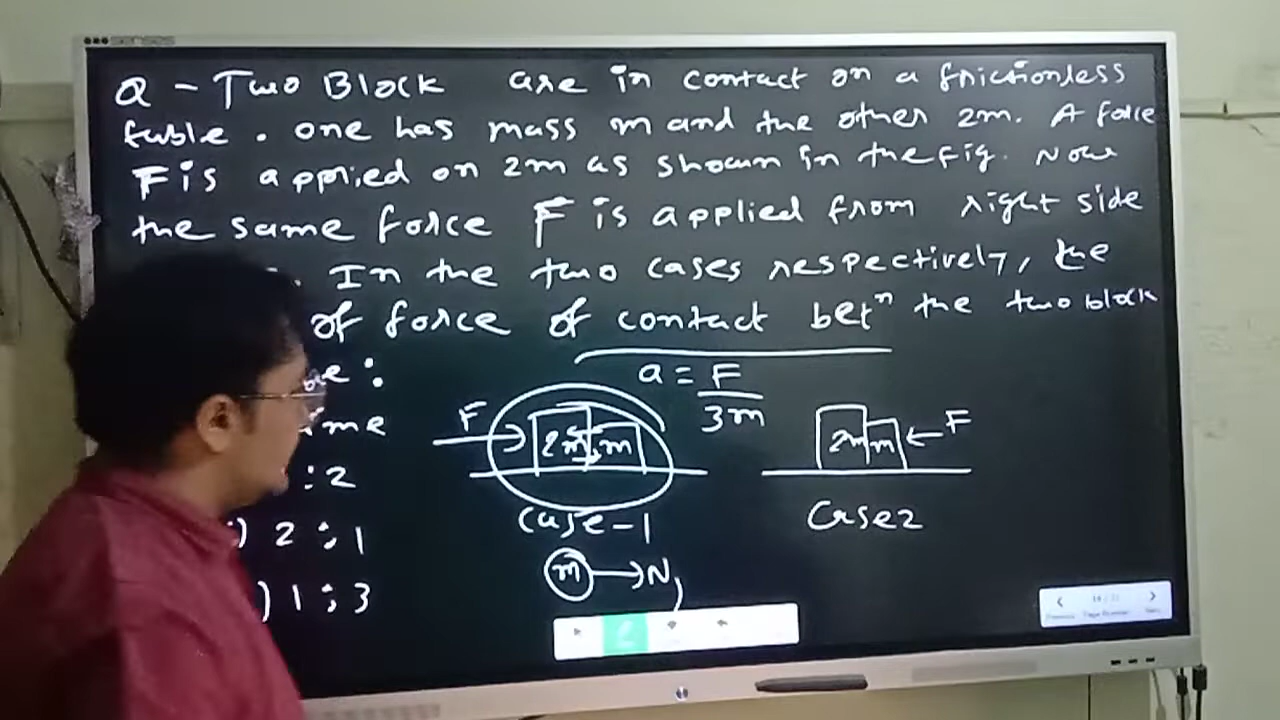 Q - Two Block are in contact on a frictionless
table. one has mass m and the other 2m. A force
F is applied on 2m as shown in the fig. Now
the same force F is applied from right side
. In the two cases respectively, the
of force of contact betⁿ the two block
:
a = F
3m
F 2m m
2m m F
me
:2
) 2 : 1
) 1 : 3
case-1
Case2
m N1